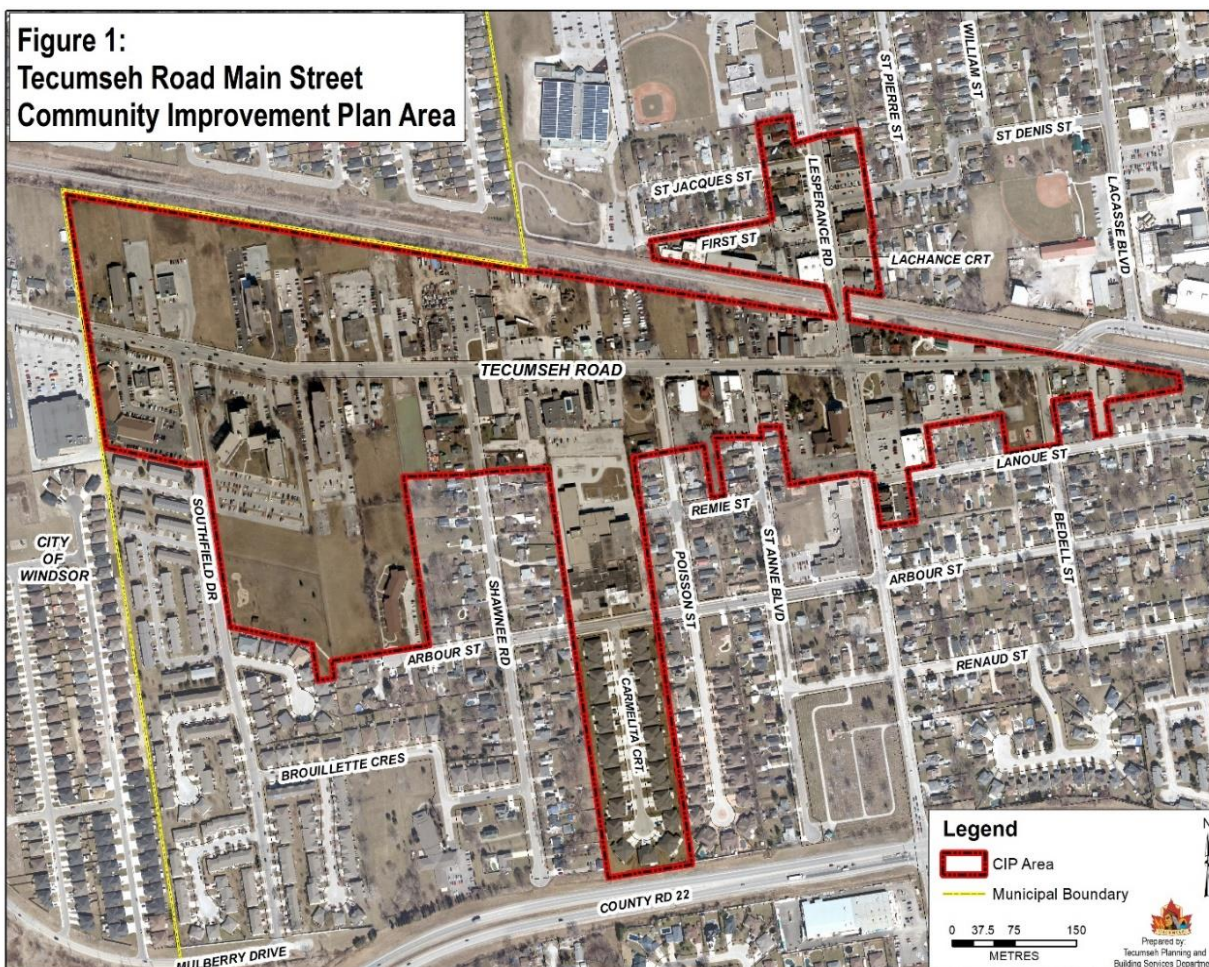 Figure 1:
Tecumseh Road Main Street
Community Improvement Plan Area
WILLIAM ST
ST PIERRE ST
ST DENIS ST
LESPERANCE RD
ST JACQUES ST
LACASSE BLVD
FIRST ST
LACHANCE CRT
TECUMSEH ROAD
LANOUE ST
REMIE ST
SOUTHFIELD DR
CITY
OF
WINDSOR
BEDELL ST
ARBOUR ST
POISSON ST
ST ANNE BLVD
SHAWNEE RD
ARBOUR ST
RENAUD ST
CARMELITA CRT.
BROUILLETTE CRES
COUNTY RD 22
MULBERRY DRIVE
Legend
N
CIP Area
Municipal Boundary
0 37.5 75 150
METRES
Prepared by:
Tecumseh Planning and
Building Services Department